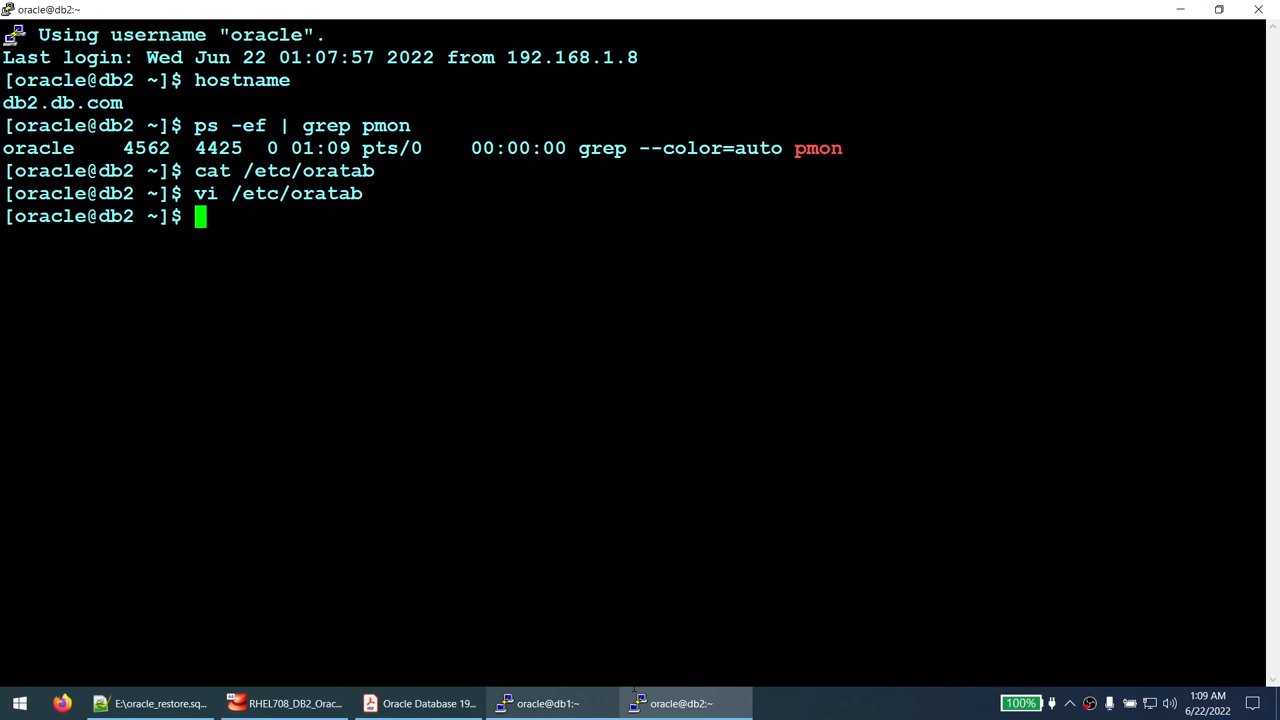 oracle@db2:~
Using username "oracle".
Last login: Wed Jun 22 01:07:57 2022 from 192.168.1.8
[oracle@db2 ~]$ hostname
db2.db.com
[oracle@db2 ~]$ ps -ef | grep pmon
oracle    4562  4425  0 01:09 pts/0    00:00:00 grep --color=auto pmon
[oracle@db2 ~]$ cat /etc/oratab
[oracle@db2 ~]$ vi /etc/oratab
[oracle@db2 ~]$
E:\oracle_restore.sq...
RHEL708_DB2_Orac...
Oracle Database 19...
oracle@db1:~
oracle@db2:~
100%
1:09 AM
6/22/2022